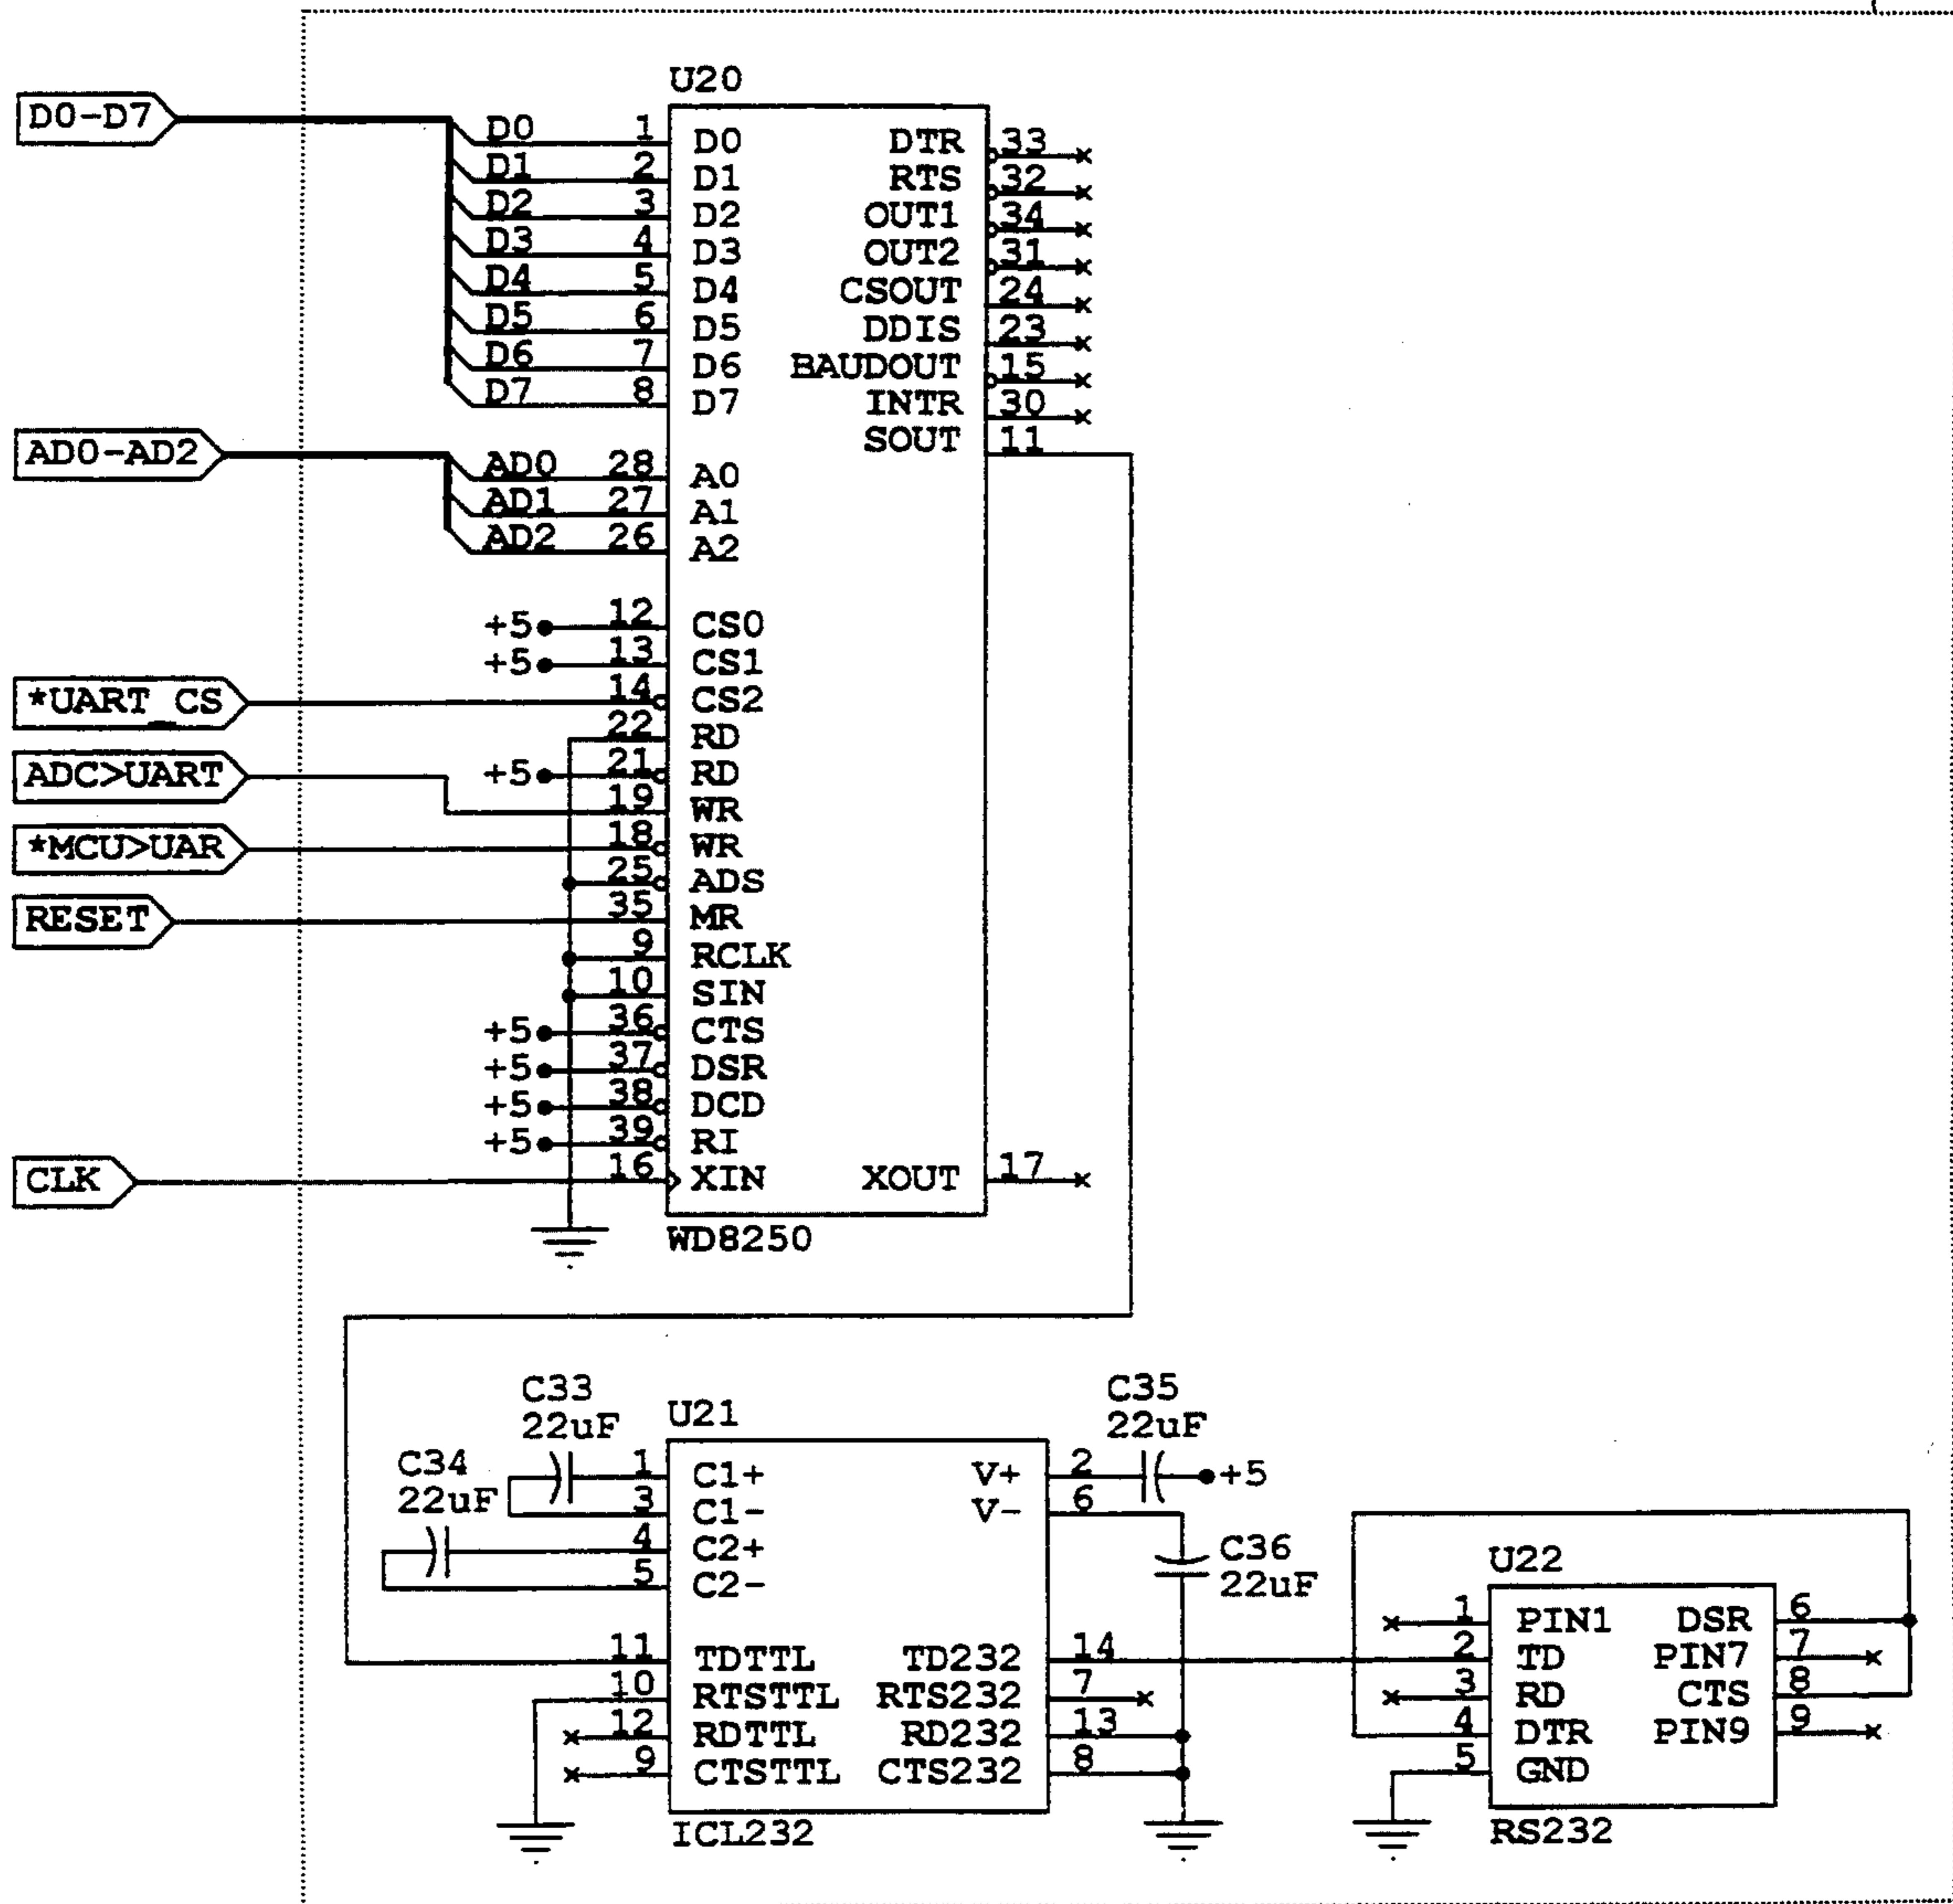 U20
D0-D7
D0 1 D0 DTR 33
D1 2 D1 RTS 32
D2 3 D2 OUT1 34
D3 4 D3 OUT2 31
D4 5 D4 CSOUT 24
D5 6 D5 DDIS 23
D6 7 D6 BAUDOUT 15
D7 8 D7 INTR 30
SOUT 11
AD0-AD2
AD0 28 A0
AD1 27 A1
AD2 26 A2
+5 12 CS0
+5 13 CS1
*UART_CS 14 CS2
22 RD
ADC>UART +5 21 RD
19 WR
*MCU>UAR 18 WR
25 ADS
RESET 35 MR
9 RCLK
10 SIN
+5 36 CTS
+5 37 DSR
+5 38 DCD
+5 39 RI
CLK 16 XIN XOUT 17
WD8250
C33
22uF
C34
22uF
U21
C35
22uF
1 C1+ V+ 2 +5
3 C1- V- 6
4 C2+
5 C2-
C36
22uF
11 TDTTL TD232 14
10 RTSTTL RTS232 7
12 RDTTL RD232 13
9 CTSTTL CTS232 8
ICL232
U22
1 PIN1 DSR 6
2 TD PIN7 7
3 RD CTS 8
4 DTR PIN9 9
5 GND
RS232